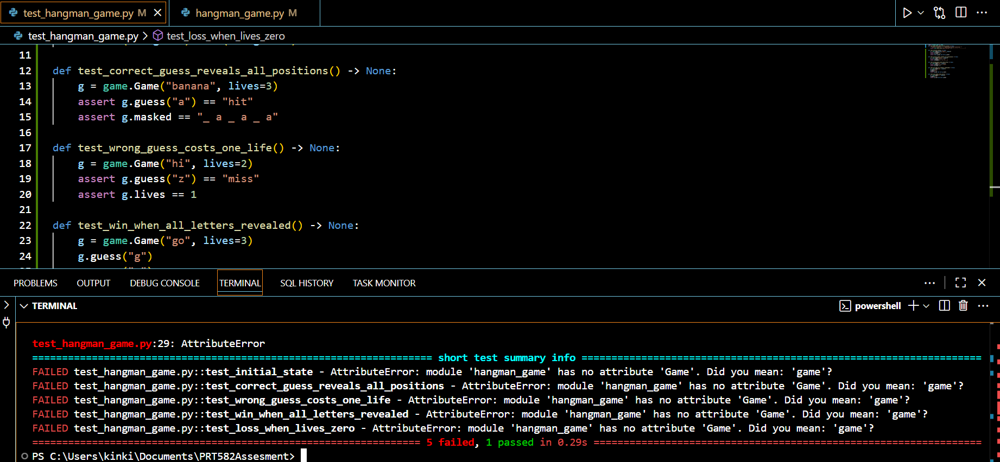 test_hangman_game.py M
hangman_game.py M
test_hangman_game.py > test_loss_when_lives_zero
11
12 def test_correct_guess_reveals_all_positions() -> None:
13 g = game.Game("banana", lives=3)
14 assert g.guess("a") == "hit"
15 assert g.masked == "_ a _ a _ a"
16
17 def test_wrong_guess_costs_one_life() -> None:
18 g = game.Game("hi", lives=2)
19 assert g.guess("z") == "miss"
20 assert g.lives == 1
21
22 def test_win_when_all_letters_revealed() -> None:
23 g = game.Game("go", lives=3)
24 g.guess("g")
PROBLEMS OUTPUT DEBUG CONSOLE TERMINAL SQL HISTORY TASK MONITOR
TERMINAL
powershell
test_hangman_game.py:29: AttributeError
=================================================================== short test summary info ===================================================================
FAILED test_hangman_game.py::test_initial_state - AttributeError: module 'hangman_game' has no attribute 'Game'. Did you mean: 'game'?
FAILED test_hangman_game.py::test_correct_guess_reveals_all_positions - AttributeError: module 'hangman_game' has no attribute 'Game'. Did you mean: 'game'?
FAILED test_hangman_game.py::test_wrong_guess_costs_one_life - AttributeError: module 'hangman_game' has no attribute 'Game'. Did you mean: 'game'?
FAILED test_hangman_game.py::test_win_when_all_letters_revealed - AttributeError: module 'hangman_game' has no attribute 'Game'. Did you mean: 'game'?
FAILED test_hangman_game.py::test_loss_when_lives_zero - AttributeError: module 'hangman_game' has no attribute 'Game'. Did you mean: 'game'?
================================================================= 5 failed, 1 passed in 0.29s =================================================================
PS C:\Users\kinki\Documents\PRT582Assesment>